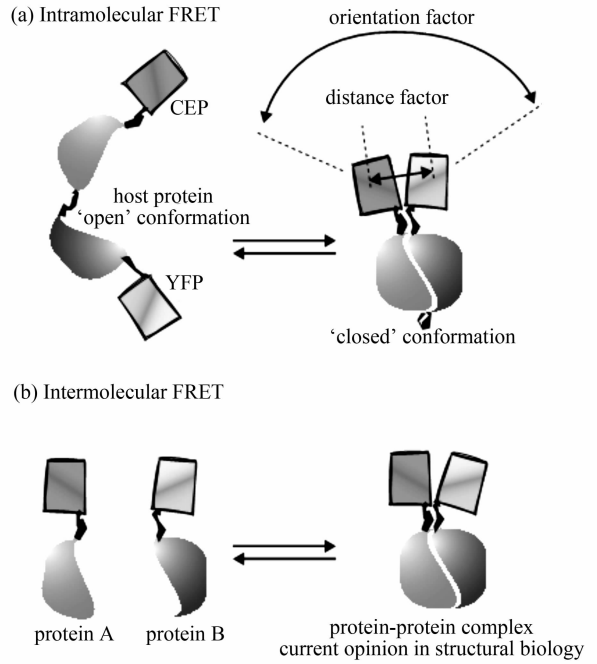 (a) Intramolecular FRET
orientation factor
distance factor
CEP
host protein
‘open’ conformation
YFP
‘closed’ conformation
(b) Intermolecular FRET
protein A
protein B
protein-protein complex
current opinion in structural biology